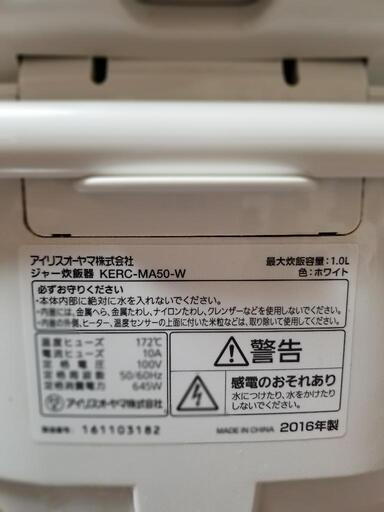 アイリスオーヤマ株式会社
ジャー炊飯器 KERC-MA50-W
最大炊飯容量:1.0L
色:ホワイト
必ずお守りください
・本体内部に絶対に水を入れないでください。
・内釜には、金属へら、金属たわし、ナイロンたわし、クレンザーなどを使用しないでください。
・内釜の外側、ヒーター、温度センサーの上面に付いた米粒などは、取り除いて使用してください。
温度ヒューズ 172℃
電流ヒューズ 10A
定格電圧 100V
定格周波数 50/60Hz
定格消費電力 645W
アイリスオーヤマ株式会社
製造番号: 161103182
警告
感電のおそれあり
水につけたり、水をかけたり
しないでください。
MADE IN CHINA 2016年製